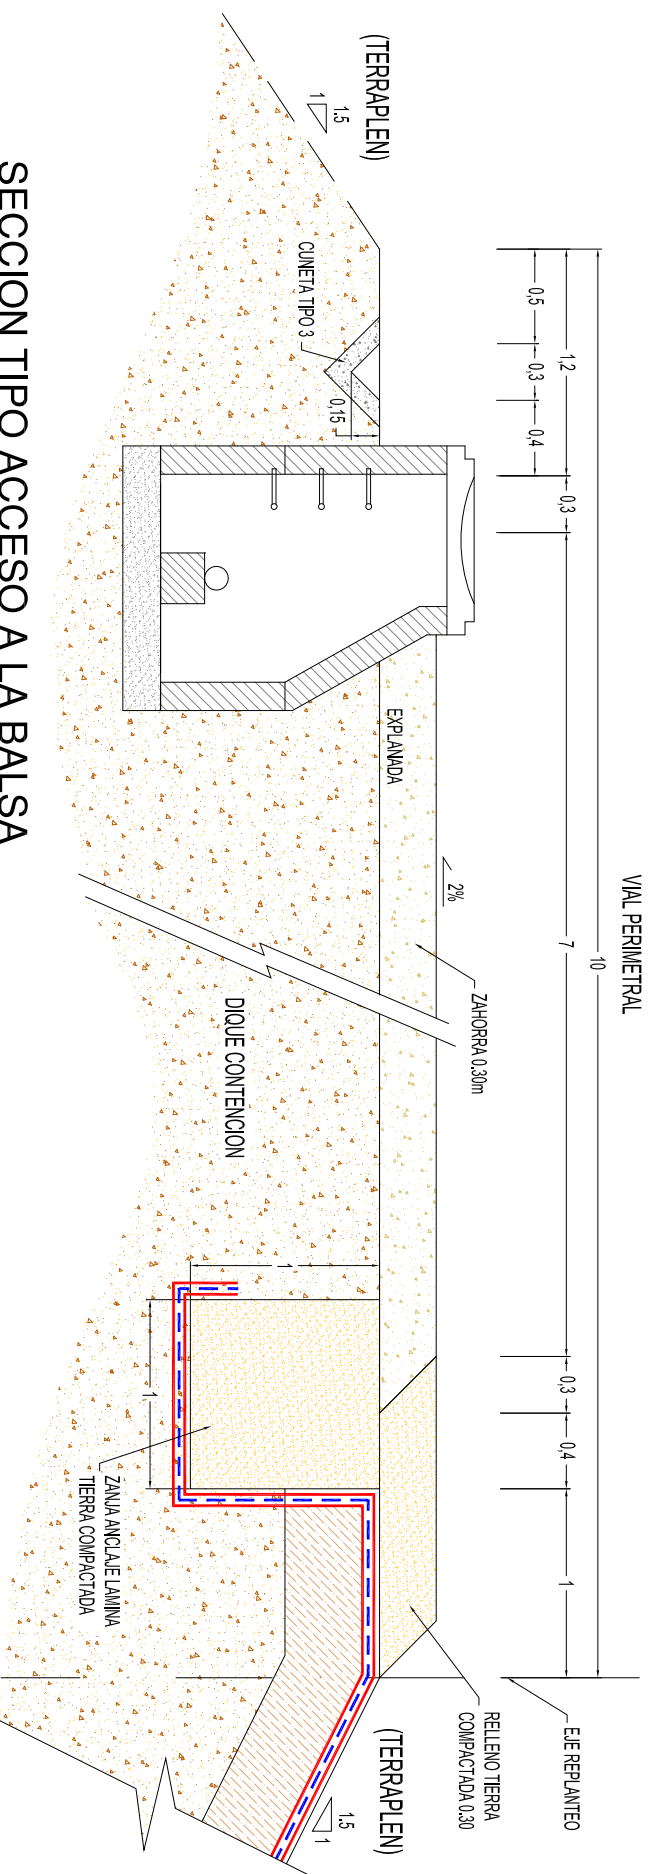 VIAL PERIMETRAL
10
1,2
7
0,5
0,3
0,4
0,3
0,3
0,4
1
EJE REPLANTEO
(TERRAPLEN)
1.5
1
CUNETA TIPO 3
0,15
EXPLANADA
2%
ZAHORRA 0.30m
DIQUE CONTENCION
1
1
ZANJA ANCLAJE LAMINA
TIERRA COMPACTADA
RELLENO TIERRA
COMPACTADA 0.30
(TERRAPLEN)
1.5
1
SECCION TIPO ACCESO A LA BALSA